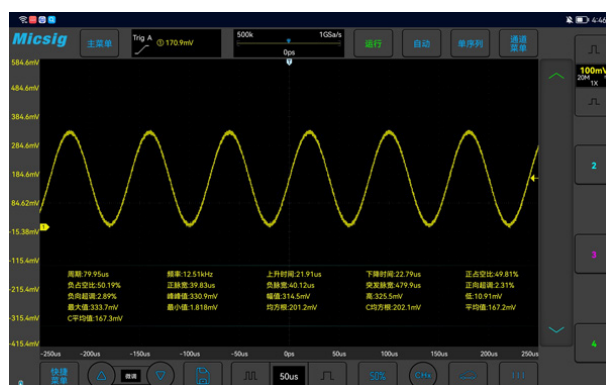 4:46
Micsig
主菜单
Trig A
① 170.9mV
500k
1GSa/s
0ps
运行
自动
单序列
通道
菜单
584.6mV
484.6mV
384.6mV
284.6mV
184.6mV
84.62mV
-15.38mV
-115.4mV
-215.4mV
-315.4mV
-415.4mV
1
100mV
20M
1X
2
3
4
周期:79.95us 频率:12.51kHz 上升时间:21.91us 下降时间:22.79us 正占空比:49.81%
负占空比:50.19% 正脉宽:39.83us 负脉宽:40.12us 突发脉宽:479.9us 正向超调:2.31%
负向超调:2.89% 峰峰值:330.9mV 幅值:314.5mV 高:325.5mV 低:10.91mV
最大值:333.7mV 最小值:1.818mV 均方根:201.2mV C均方根:202.1mV 平均值:167.2mV
C平均值:167.3mV
-250us -200us -150us -100us -50us 0ps 50us 100us 150us 200us 250us
快捷
菜单
微调
50us
50%
CHx